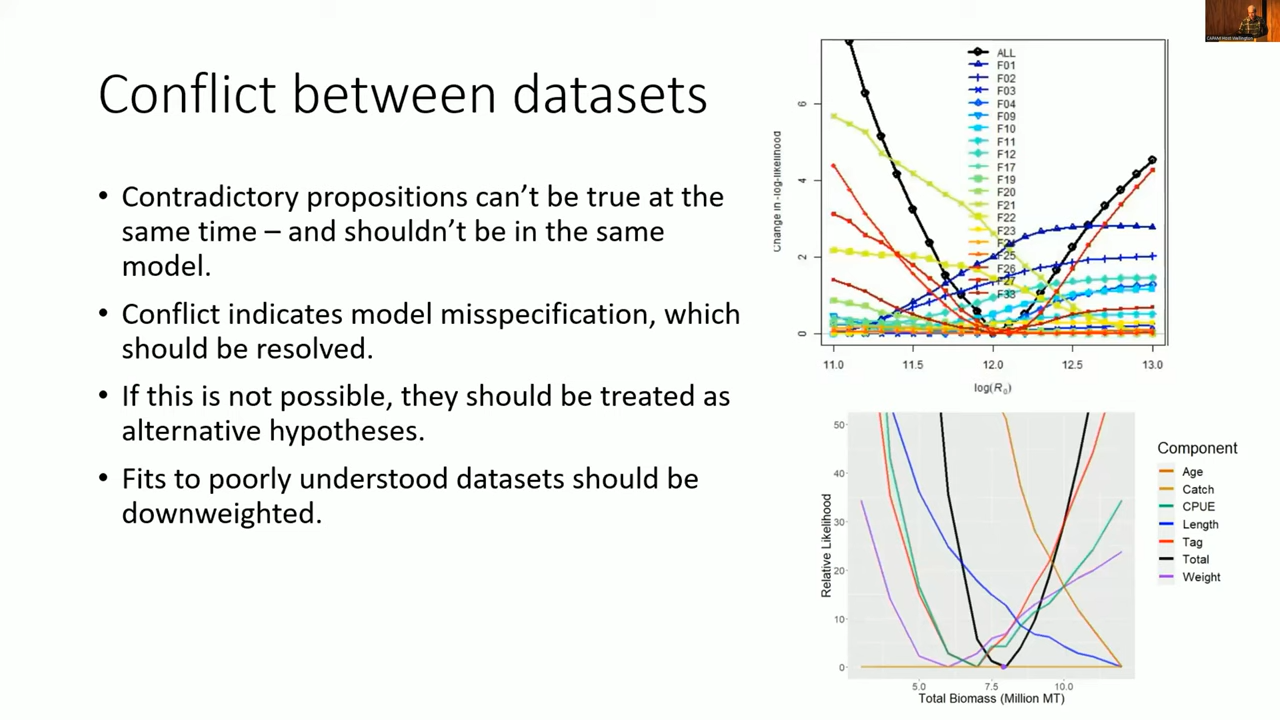 Conflict between datasets
• Contradictory propositions can't be true at the
same time – and shouldn't be in the same
model.
• Conflict indicates model misspecification, which
should be resolved.
• If this is not possible, they should be treated as
alternative hypotheses.
• Fits to poorly understood datasets should be
downweighted.
Change in -log-likelihood
6
4
2
0
ALL
F01
F02
F03
F04
F09
F10
F11
F12
F17
F19
F20
F21
F22
F23
F24
F25
F26
F27
F33
11.0 11.5 12.0 12.5 13.0
log(R₀)
Relative Likelihood
50
40
30
20
10
0
5.0 7.5 10.0
Total Biomass (Million MT)
Component
Age
Catch
CPUE
Length
Tag
Total
Weight